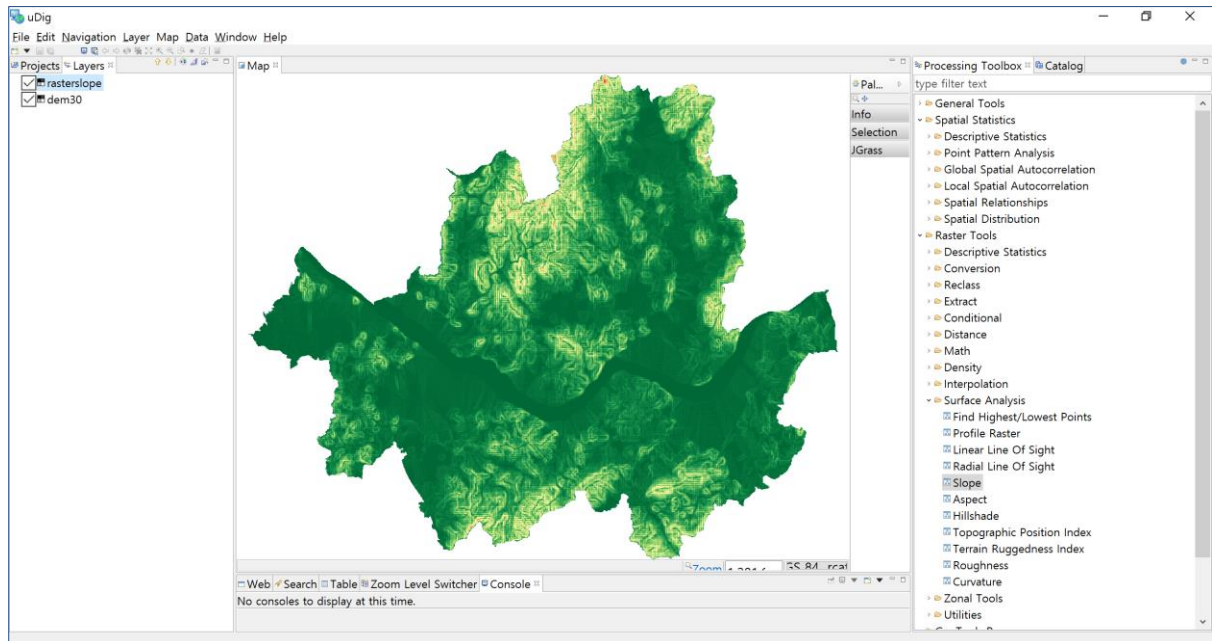 uDig
File Edit Navigation Layer Map Data Window Help
Projects Layers
rasterslope
dem30
Map
Pal...
Info
Selection
JGrass
Zoom
Web Search Table Zoom Level Switcher Console
No consoles to display at this time.
Processing Toolbox Catalog
type filter text
General Tools
Spatial Statistics
Descriptive Statistics
Point Pattern Analysis
Global Spatial Autocorrelation
Local Spatial Autocorrelation
Spatial Relationships
Spatial Distribution
Raster Tools
Descriptive Statistics
Conversion
Reclass
Extract
Conditional
Distance
Math
Density
Interpolation
Surface Analysis
Find Highest/Lowest Points
Profile Raster
Linear Line Of Sight
Radial Line Of Sight
Slope
Aspect
Hillshade
Topographic Position Index
Terrain Ruggedness Index
Roughness
Curvature
Zonal Tools
Utilities